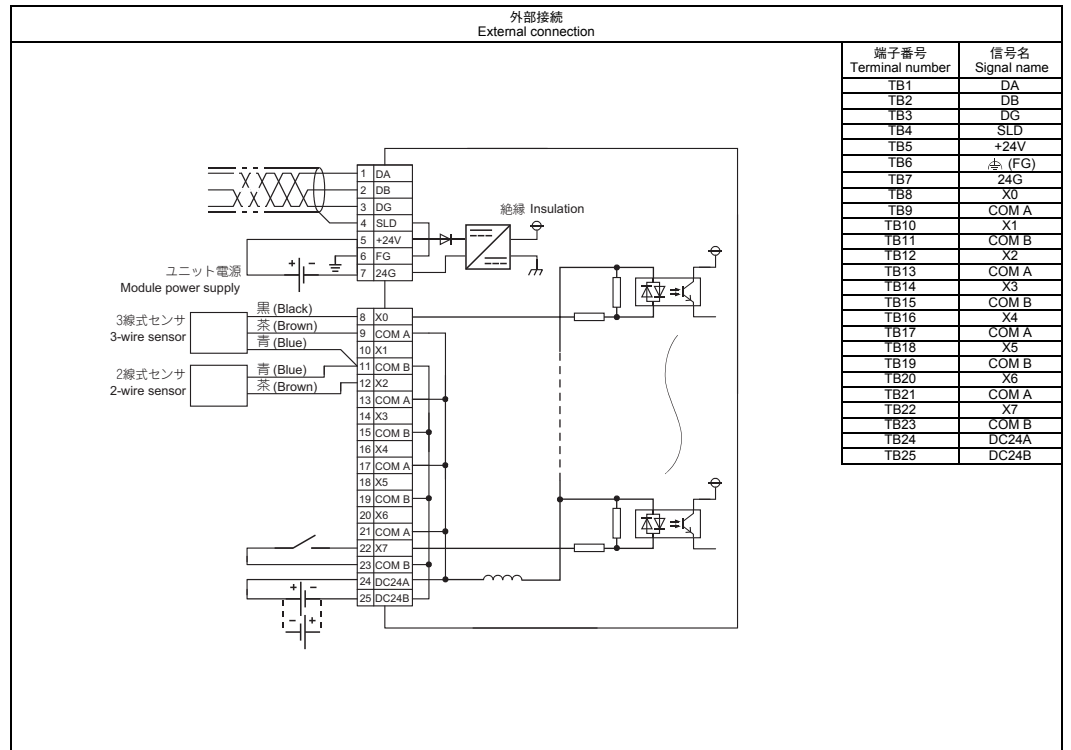 外部接続
External connection
端子番号 信号名
Terminal number Signal name
TB1 DA
TB2 DB
TB3 DG
TB4 SLD
TB5 +24V
TB6 (FG)
TB7 24G
TB8 X0
TB9 COM A
TB10 X1
TB11 COM B
TB12 X2
TB13 COM A
TB14 X3
TB15 COM B
TB16 X4
TB17 COM A
TB18 X5
TB19 COM B
TB20 X6
TB21 COM A
TB22 X7
TB23 COM B
TB24 DC24A
TB25 DC24B
1 DA
2 DB
3 DG
4 SLD
5 +24V
6 FG
7 24G
絶縁 Insulation
+ −
ユニット電源
Module power supply
3線式センサ
3-wire sensor
黒 (Black)
茶 (Brown)
青 (Blue)
2線式センサ
2-wire sensor
青 (Blue)
茶 (Brown)
8 X0
9 COM A
10 X1
11 COM B
12 X2
13 COM A
14 X3
15 COM B
16 X4
17 COM A
18 X5
19 COM B
20 X6
21 COM A
22 X7
23 COM B
24 DC24A
25 DC24B
+ −
− +